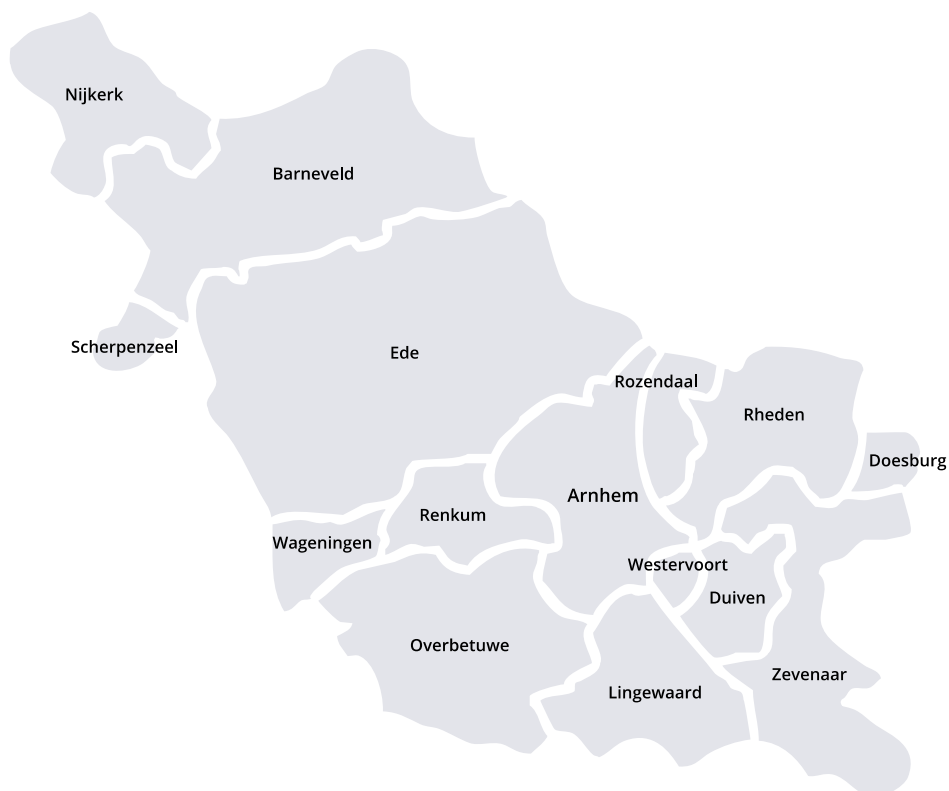 Nijkerk
Barneveld
Scherpenzeel
Ede
Rozendaal
Rheden
Doesburg
Arnhem
Renkum
Wageningen
Westervoort
Duiven
Overbetuwe
Zevenaar
Lingewaard